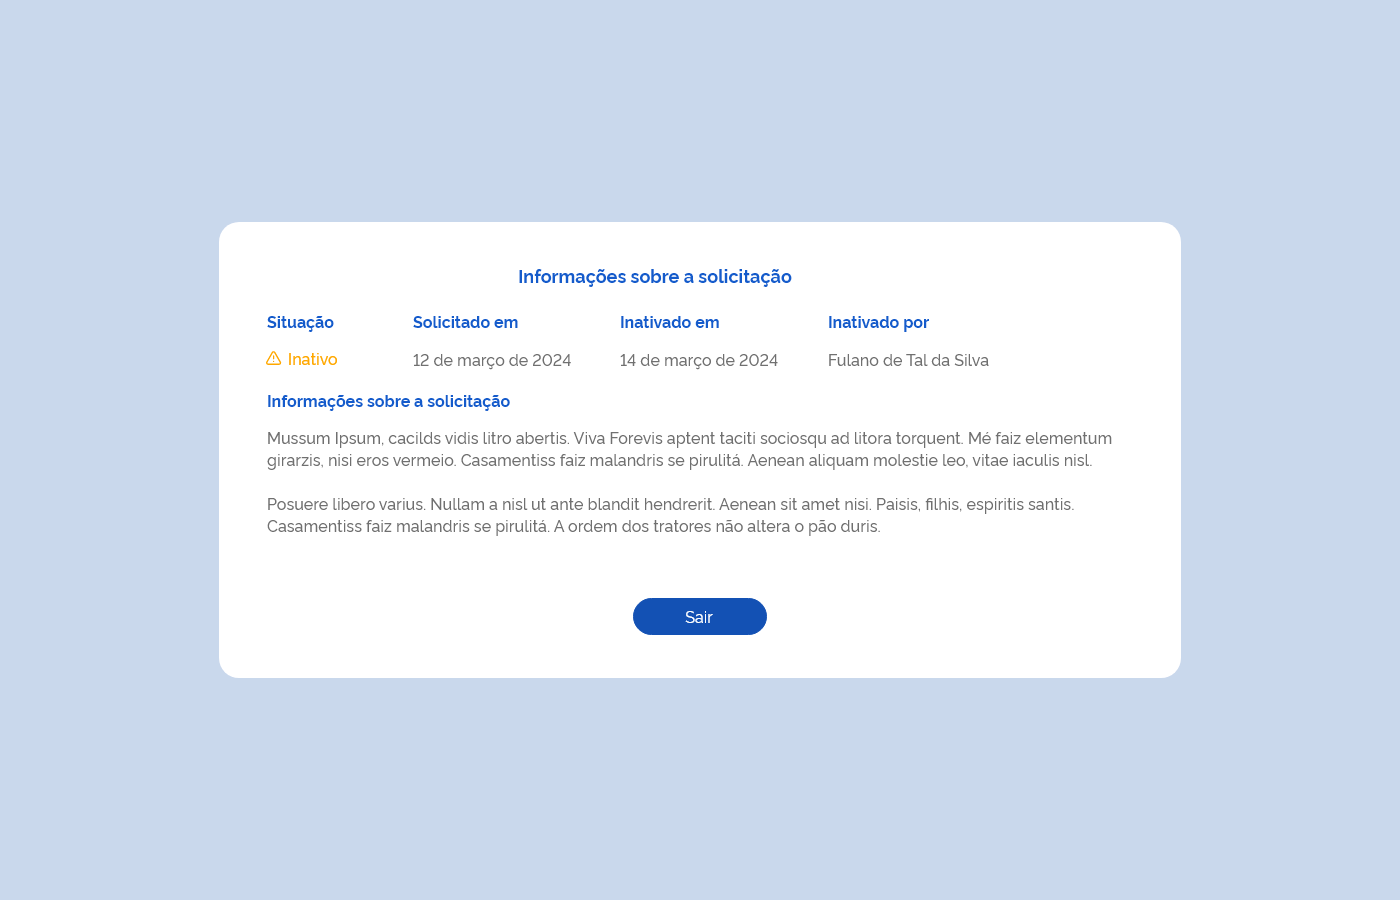 Informações sobre a solicitação
Situação Solicitado em Inativado em Inativado por
Inativo 12 de março de 2024 14 de março de 2024 Fulano de Tal da Silva
Informações sobre a solicitação
Mussum Ipsum, cacilds vidis litro abertis. Viva Forevis aptent taciti sociosqu ad litora torquent. Mé faiz elementum
girarzis, nisi eros vermeio. Casamentiss faiz malandris se pirulitá. Aenean aliquam molestie leo, vitae iaculis nisl.
Posuere libero varius. Nullam a nisl ut ante blandit hendrerit. Aenean sit amet nisi. Paisis, filhis, espiritis santis.
Casamentiss faiz malandris se pirulitá. A ordem dos tratores não altera o pão duris.
Sair